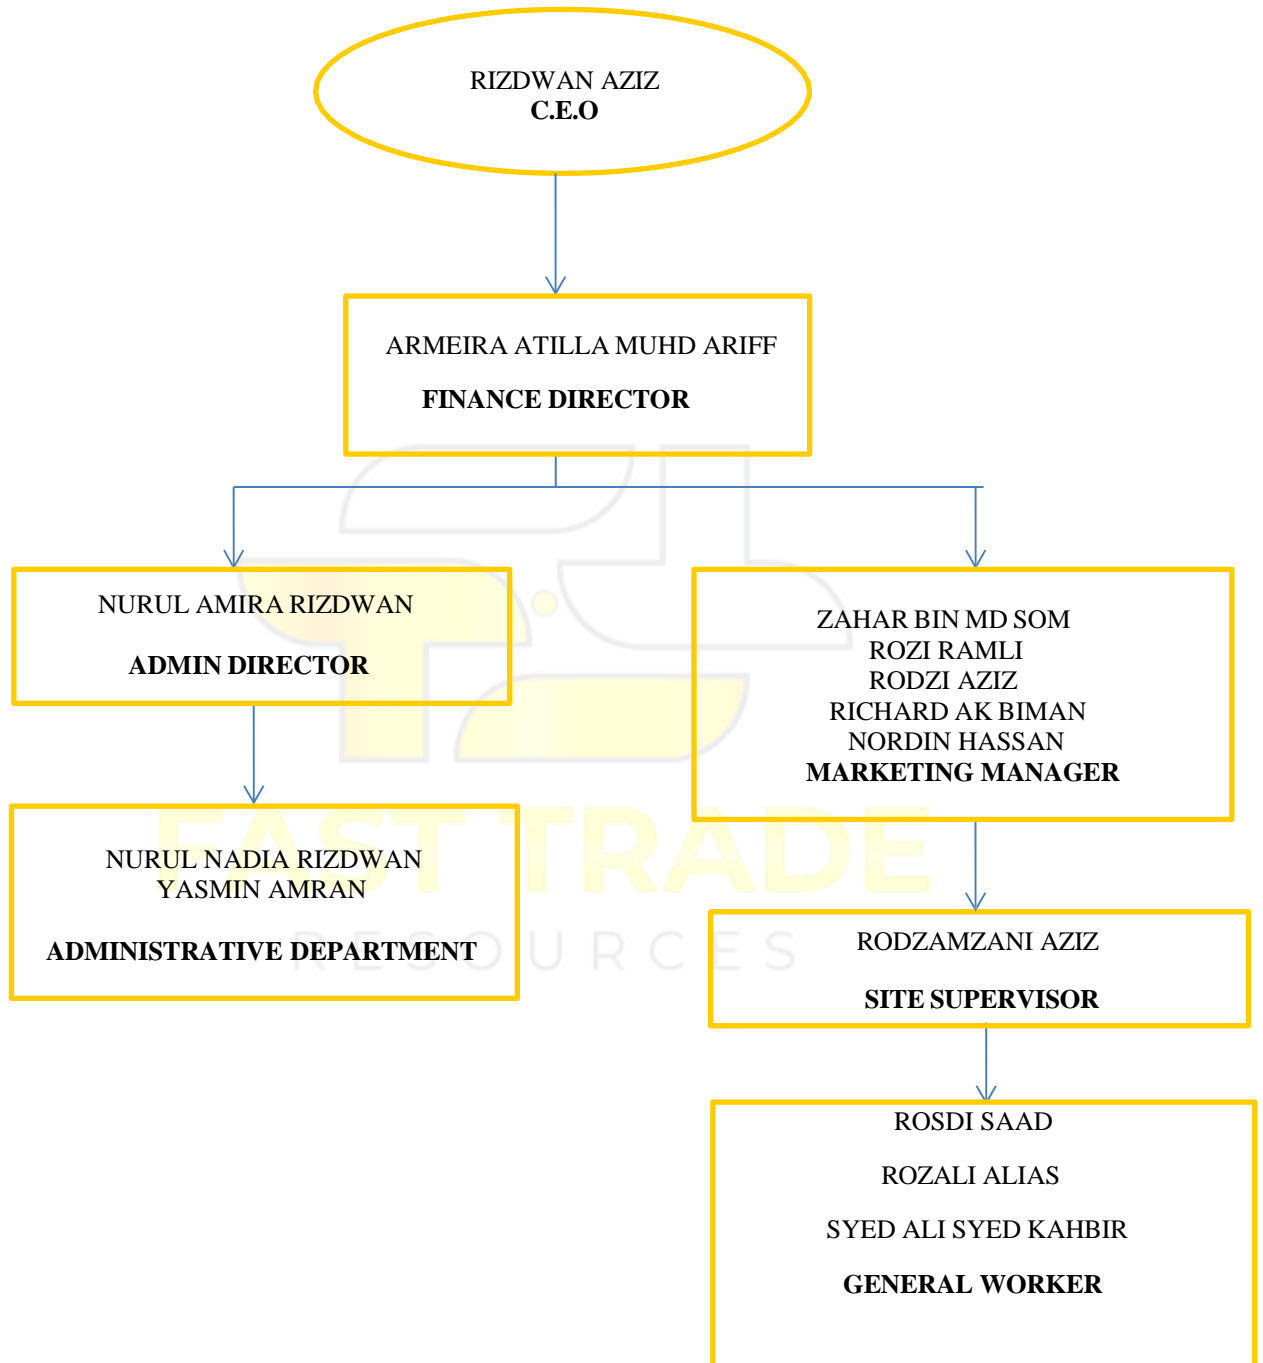 RIZDWAN AZIZ
C.E.O
ARMEIRA ATILLA MUHD ARIFF
FINANCE DIRECTOR
NURUL AMIRA RIZDWAN
ADMIN DIRECTOR
ZAHAR BIN MD SOM
ROZI RAMLI
RODZI AZIZ
RICHARD AK BIMAN
NORDIN HASSAN
MARKETING MANAGER
FAST TRADE
RESOURCES
NURUL NADIA RIZDWAN
YASMIN AMRAN
ADMINISTRATIVE DEPARTMENT
RODZAMZANI AZIZ
SITE SUPERVISOR
ROSDI SAAD
ROZALI ALIAS
SYED ALI SYED KAHBIR
GENERAL WORKER